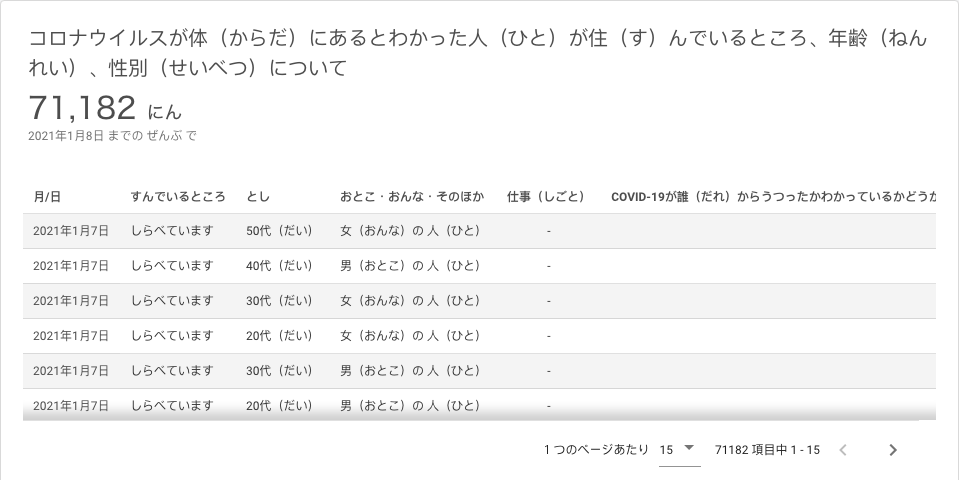 コロナウイルスが体（からだ）にあるとわかった人（ひと）が住（す）んでいるところ、年齢（ねん
れい）、性別（せいべつ）について
71,182 にん
2021年1月8日 までの ぜんぶ で
月/日 すんでいるところ とし おとこ・おんな・そのほか 仕事（しごと） COVID-19が誰（だれ）からうつったかわかっているかどうか
2021年1月7日 しらべています 50代（だい） 女（おんな）の 人（ひと） -
2021年1月7日 しらべています 40代（だい） 男（おとこ）の 人（ひと） -
2021年1月7日 しらべています 30代（だい） 女（おんな）の 人（ひと） -
2021年1月7日 しらべています 20代（だい） 女（おんな）の 人（ひと） -
2021年1月7日 しらべています 30代（だい） 男（おとこ）の 人（ひと） -
2021年1月7日 しらべています 20代（だい） 男（おとこ）の 人（ひと） -
1 つのページあたり 15 71182 項目中 1 - 15